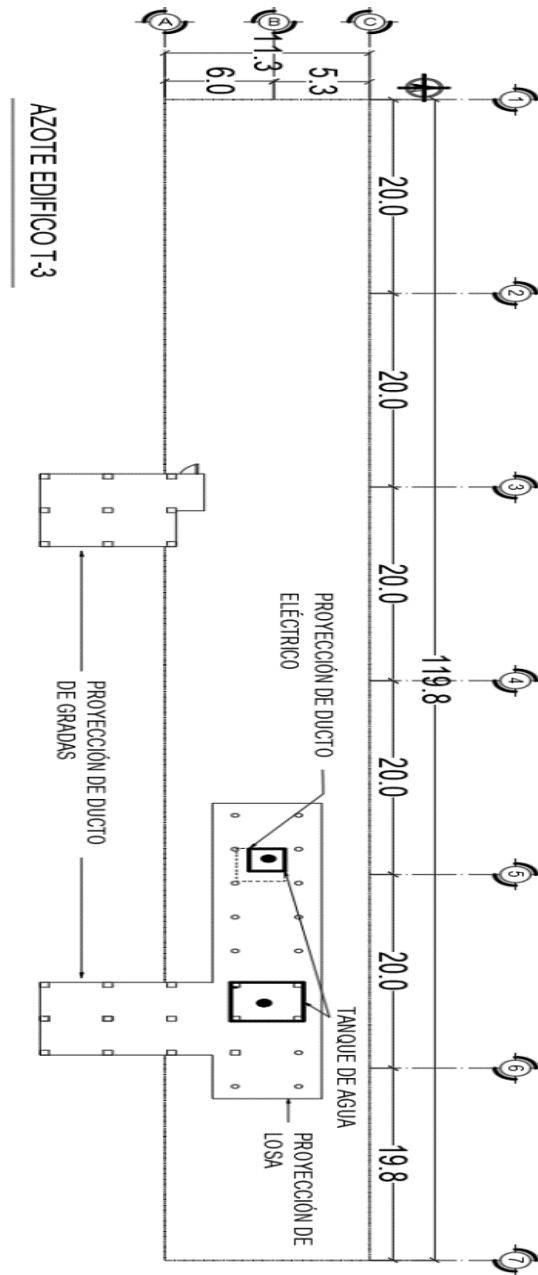 1
2
3
4
5
6
7
119.8
20.0
20.0
20.0
20.0
20.0
19.8
C
B
A
5.3
6.0
11.3
PROYECCIÓN DE DUCTO
ELÉCTRICO
TANQUE DE AGUA
PROYECCIÓN DE
LOSA
PROYECCIÓN DE DUCTO
DE GRADAS
AZOTE EDIFICO T-3